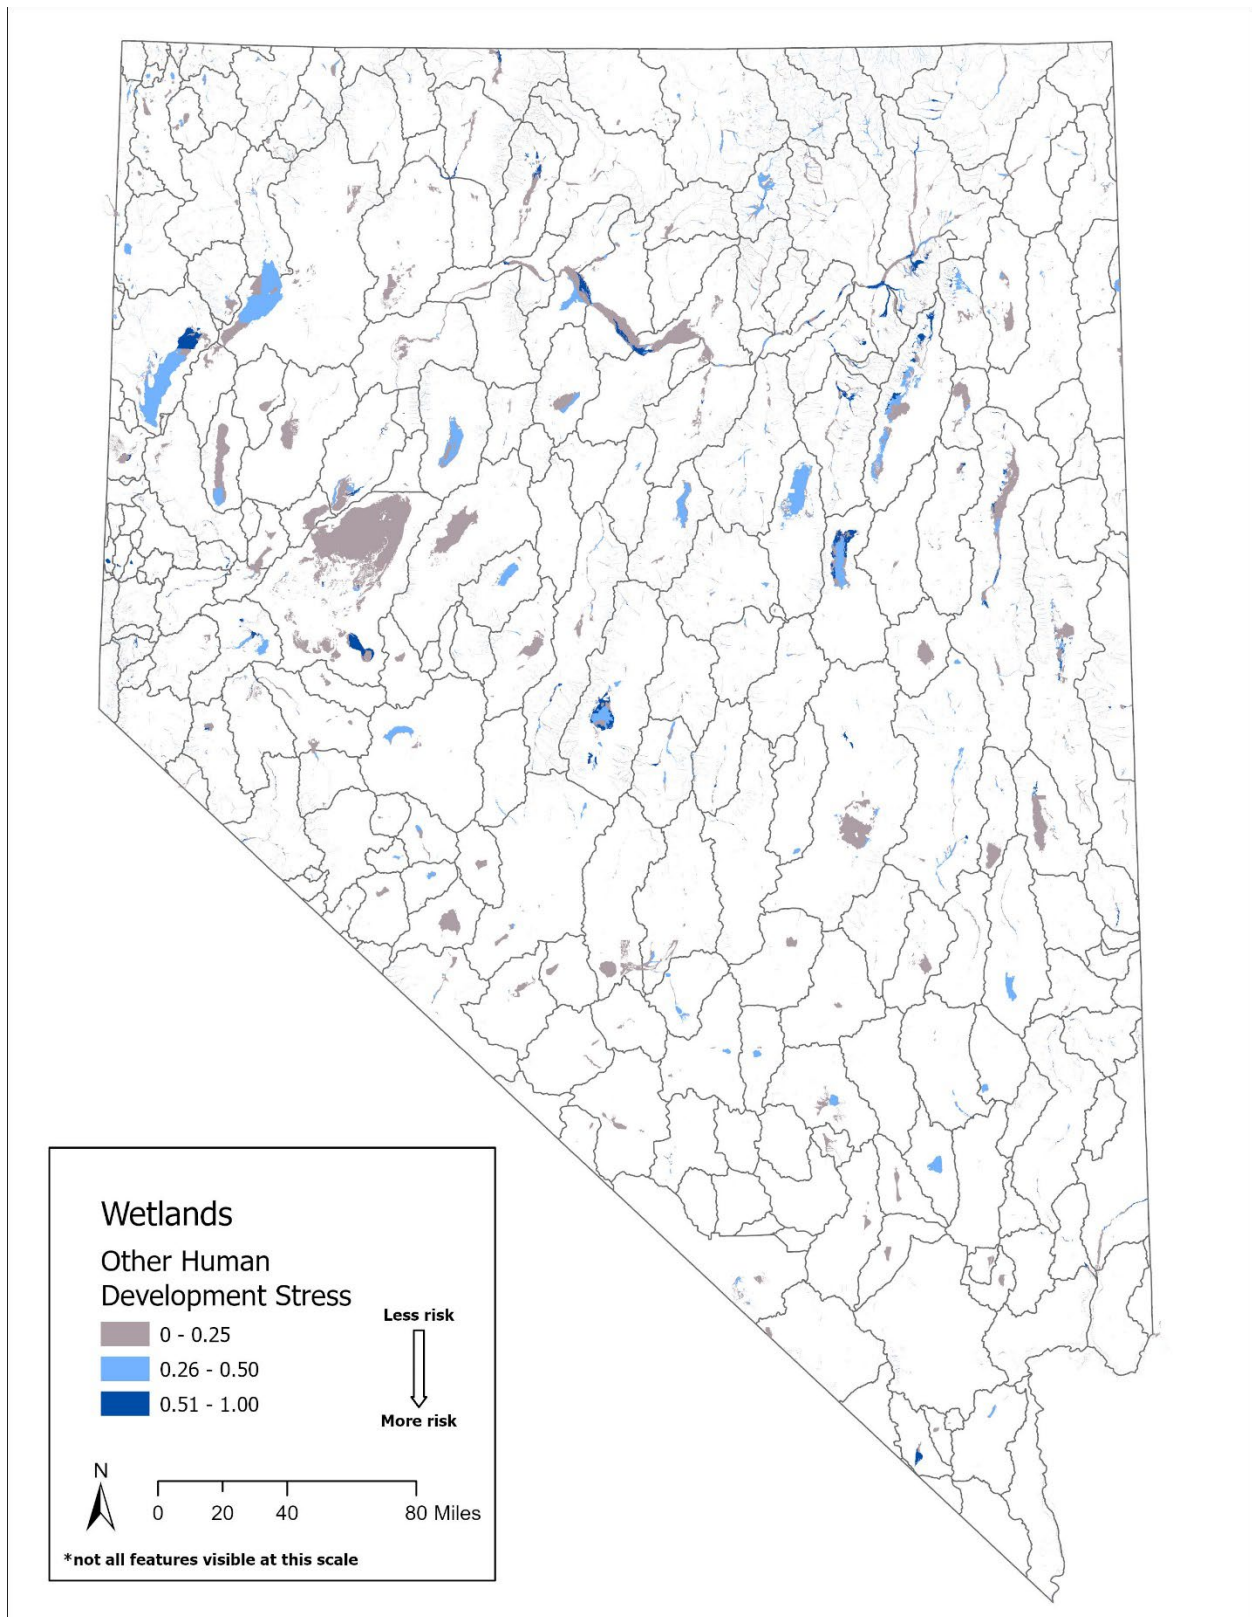 Wetlands
Other Human
Development Stress
Less risk
0 - 0.25
0.26 - 0.50
0.51 - 1.00
More risk
N
0 20 40 80 Miles
*not all features visible at this scale